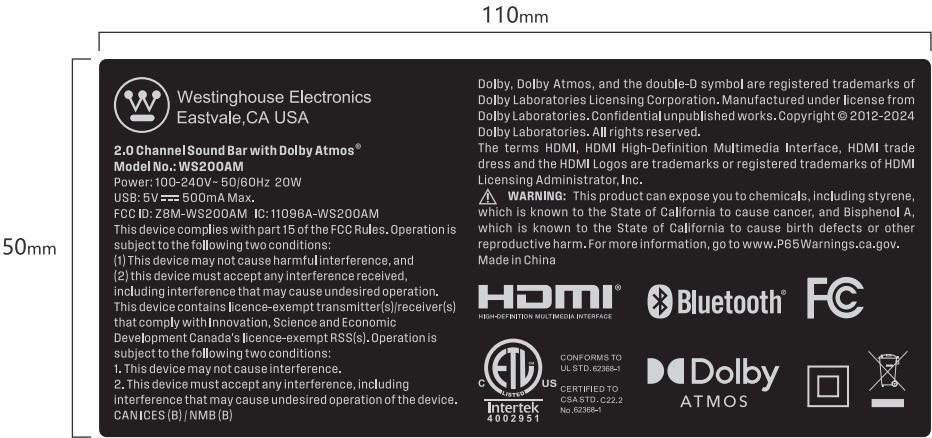 110mm
50mm
Westinghouse Electronics
Eastvale,CA USA
2.0 Channel Sound Bar with Dolby Atmos®
Model No.: WS200AM
Power: 100-240V~ 50/60Hz 20W
USB: 5V⎓ 500mA Max.
FCC ID: Z8M-WS200AM IC: 11096A-WS200AM
This device complies with part 15 of the FCC Rules. Operation is
subject to the following two conditions:
(1) This device may not cause harmful interference, and
(2) this device must accept any interference received,
including interference that may cause undesired operation.
This device contains licence-exempt transmitter(s)/receiver(s)
that comply with Innovation, Science and Economic
Development Canada's licence-exempt RSS(s). Operation is
subject to the following two conditions:
1. This device may not cause interference.
2. This device must accept any interference, including
interference that may cause undesired operation of the device.
CAN ICES (B) / NMB (B)
Dolby, Dolby Atmos, and the double-D symbol are registered trademarks of
Dolby Laboratories Licensing Corporation. Manufactured under license from
Dolby Laboratories. Confidential unpublished works. Copyright © 2012-2024
Dolby Laboratories. All rights reserved.
The terms HDMI, HDMI High-Definition Multimedia Interface, HDMI trade
dress and the HDMI Logos are trademarks or registered trademarks of HDMI
Licensing Administrator, Inc.
⚠ WARNING: This product can expose you to chemicals, including styrene,
which is known to the State of California to cause cancer, and Bisphenol A,
which is known to the State of California to cause birth defects or other
reproductive harm. For more information, go to www.P65Warnings.ca.gov.
Made in China
HDMI®
HIGH-DEFINITION MULTIMEDIA INTERFACE
Bluetooth®
FC
ETL
LISTED
C US
Intertek
4002951
CONFORMS TO
UL STD. 62368-1
CERTIFIED TO
CSA STD. C22.2
No .62368-1
Dolby
ATMOS